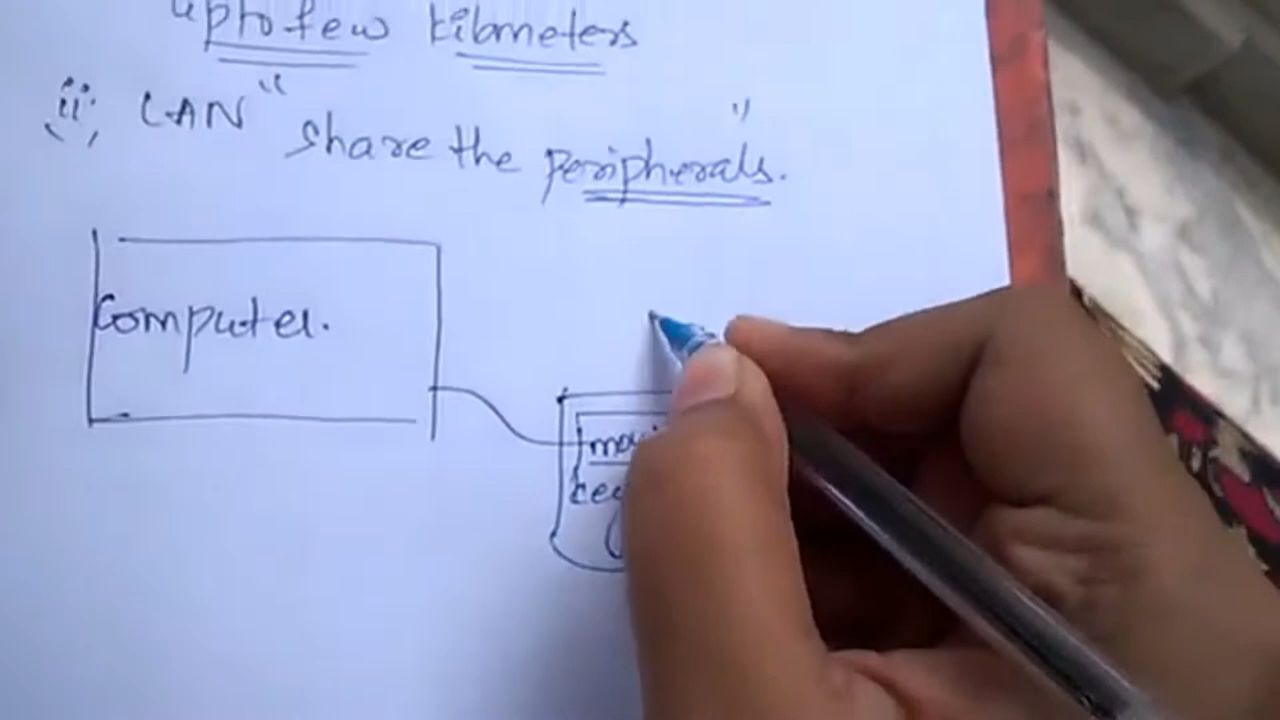 upto few kilometers
ii, LAN " share the peripherals."
Computer.